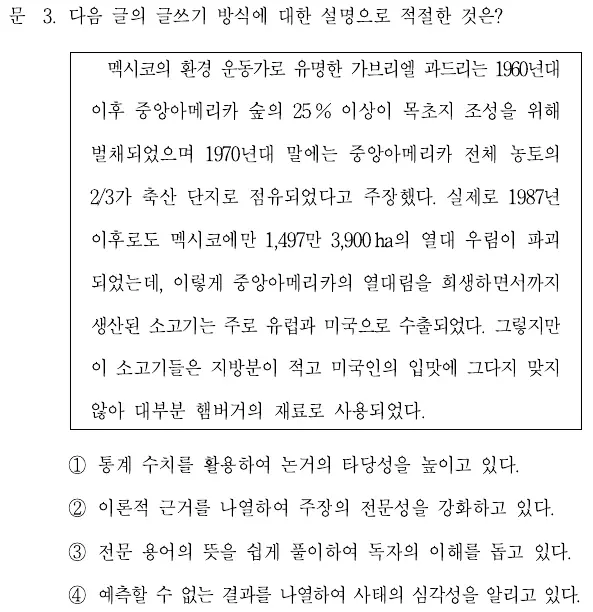 문 3. 다음 글의 글쓰기 방식에 대한 설명으로 적절한 것은?
멕시코의 환경 운동가로 유명한 가브리엘 과드리는 1960년대
이후 중앙아메리카 숲의 25% 이상이 목초지 조성을 위해
벌채되었으며 1970년대 말에는 중앙아메리카 전체 농토의
2/3가 축산 단지로 점유되었다고 주장했다. 실제로 1987년
이후로도 멕시코에만 1,497만 3,900ha의 열대 우림이 파괴
되었는데, 이렇게 중앙아메리카의 열대림을 희생하면서까지
생산된 소고기는 주로 유럽과 미국으로 수출되었다. 그렇지만
이 소고기들은 지방분이 적고 미국인의 입맛에 그다지 맞지
않아 대부분 햄버거의 재료로 사용되었다.
① 통계 수치를 활용하여 논거의 타당성을 높이고 있다.
② 이론적 근거를 나열하여 주장의 전문성을 강화하고 있다.
③ 전문 용어의 뜻을 쉽게 풀이하여 독자의 이해를 돕고 있다.
④ 예측할 수 없는 결과를 나열하여 사태의 심각성을 알리고 있다.